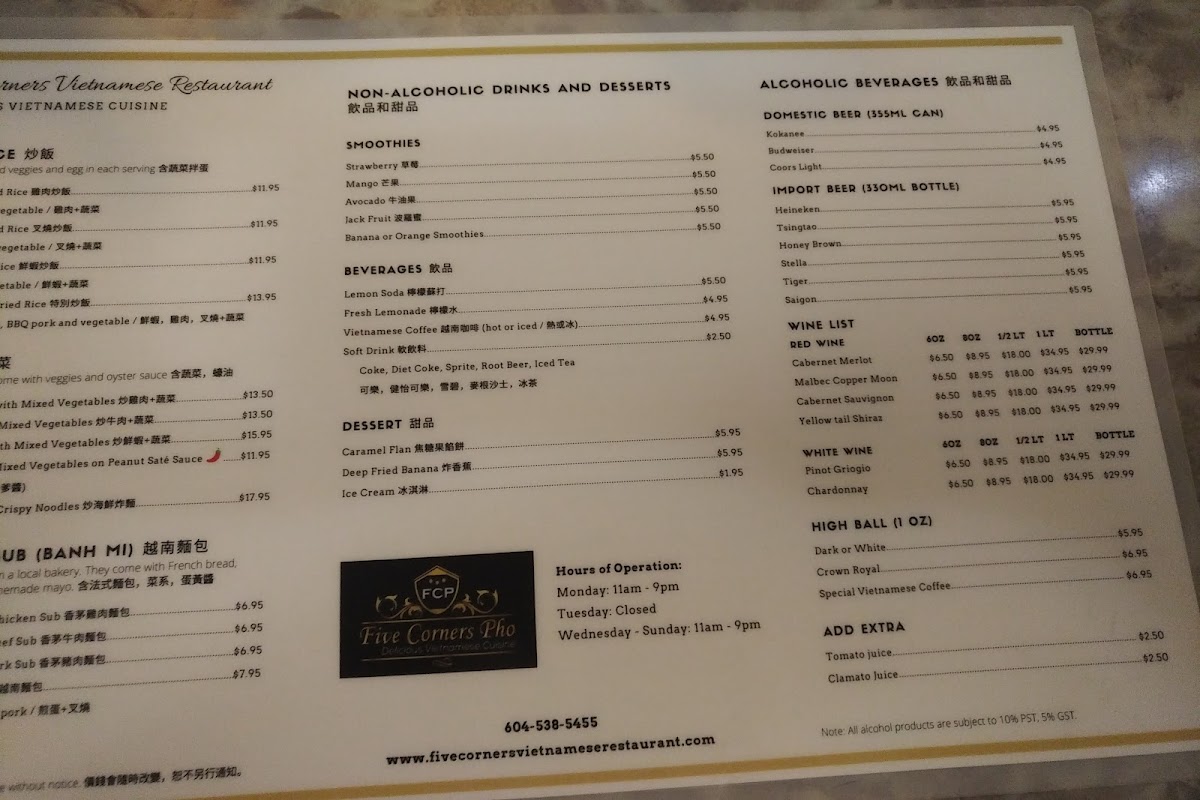 orners Vietnamese Restaurant
S VIETNAMESE CUISINE
CE 炒飯
d veggies and egg in each serving 含蔬菜拌蛋
d Rice 雞肉炒飯 $11.95
egetable / 雞肉+蔬菜
d Rice 叉燒炒飯 $11.95
vegetable / 叉燒+蔬菜
Rice 鮮蝦炒飯 $11.95
etable / 鮮蝦+蔬菜
Fried Rice 特別炒飯 $13.95
, BBQ pork and vegetable / 鮮蝦，雞肉，叉燒+蔬菜
菜
ome with veggies and oyster sauce 含蔬菜，蠔油
with Mixed Vegetables 炒雞肉+蔬菜 $13.50
Mixed Vegetables 炒牛肉+蔬菜 $13.50
th Mixed Vegetables 炒鮮蝦+蔬菜 $15.95
Mixed Vegetables on Peanut Saté Sauce $11.95
爹醬)
Crispy Noodles 炒海鮮炸麵 $17.95
SUB (BANH MI) 越南麵包
m a local bakery. They come with French bread,
memade mayo. 含法式麵包，菜系，蛋黃醬
hicken Sub 香茅雞肉麵包 $6.95
eef Sub 香茅牛肉麵包 $6.95
rk Sub 香茅豬肉麵包 $6.95
越南麵包 $7.95
pork / 煎蛋+叉燒
e without notice. 價錢會隨時改變，恕不另行通知。
NON-ALCOHOLIC DRINKS AND DESSERTS
飲品和甜品
SMOOTHIES
Strawberry 草莓 $5.50
Mango 芒果 $5.50
Avocado 牛油果 $5.50
Jack Fruit 波羅蜜 $5.50
Banana or Orange Smoothies $5.50
BEVERAGES 飲品
Lemon Soda 檸檬蘇打 $5.50
Fresh Lemonade 檸檬水 $4.95
Vietnamese Coffee 越南咖啡 (hot or iced / 熱或冰) $4.95
Soft Drink 軟飲料 $2.50
Coke, Diet Coke, Sprite, Root Beer, Iced Tea
可樂，健怡可樂，雪碧，麥根沙士，冰茶
DESSERT 甜品
Caramel Flan 焦糖果餡餅 $5.95
Deep Fried Banana 炸香蕉 $5.95
Ice Cream 冰淇淋 $1.95
FCP
Five Corners Pho
Delicious Vietnamese Cuisine
Hours of Operation:
Monday: 11am - 9pm
Tuesday: Closed
Wednesday - Sunday: 11am - 9pm
604-538-5455
www.fivecornersvietnameserestaurant.com
ALCOHOLIC BEVERAGES 飲品和甜品
DOMESTIC BEER (355ML CAN)
Kokanee $4.95
Budweiser $4.95
Coors Light $4.95
IMPORT BEER (330ML BOTTLE)
Heineken $5.95
Tsingtao $5.95
Honey Brown $5.95
Stella $5.95
Tiger $5.95
Saigon $5.95
WINE LIST
RED WINE 6OZ 8OZ 1/2 LT 1 LT BOTTLE
Cabernet Merlot $6.50 $8.95 $18.00 $34.95 $29.99
Malbec Copper Moon $6.50 $8.95 $18.00 $34.95 $29.99
Cabernet Sauvignon $6.50 $8.95 $18.00 $34.95 $29.99
Yellow tail Shiraz $6.50 $8.95 $18.00 $34.95 $29.99
WHITE WINE 6OZ 8OZ 1/2 LT 1 LT BOTTLE
Pinot Griogio $6.50 $8.95 $18.00 $34.95 $29.99
Chardonnay $6.50 $8.95 $18.00 $34.95 $29.99
HIGH BALL (1 OZ)
Dark or White $5.95
Crown Royal $6.95
Special Vietnamese Coffee $6.95
ADD EXTRA
Tomato juice $2.50
Clamato Juice $2.50
Note: All alcohol products are subject to 10% PST, 5% GST.